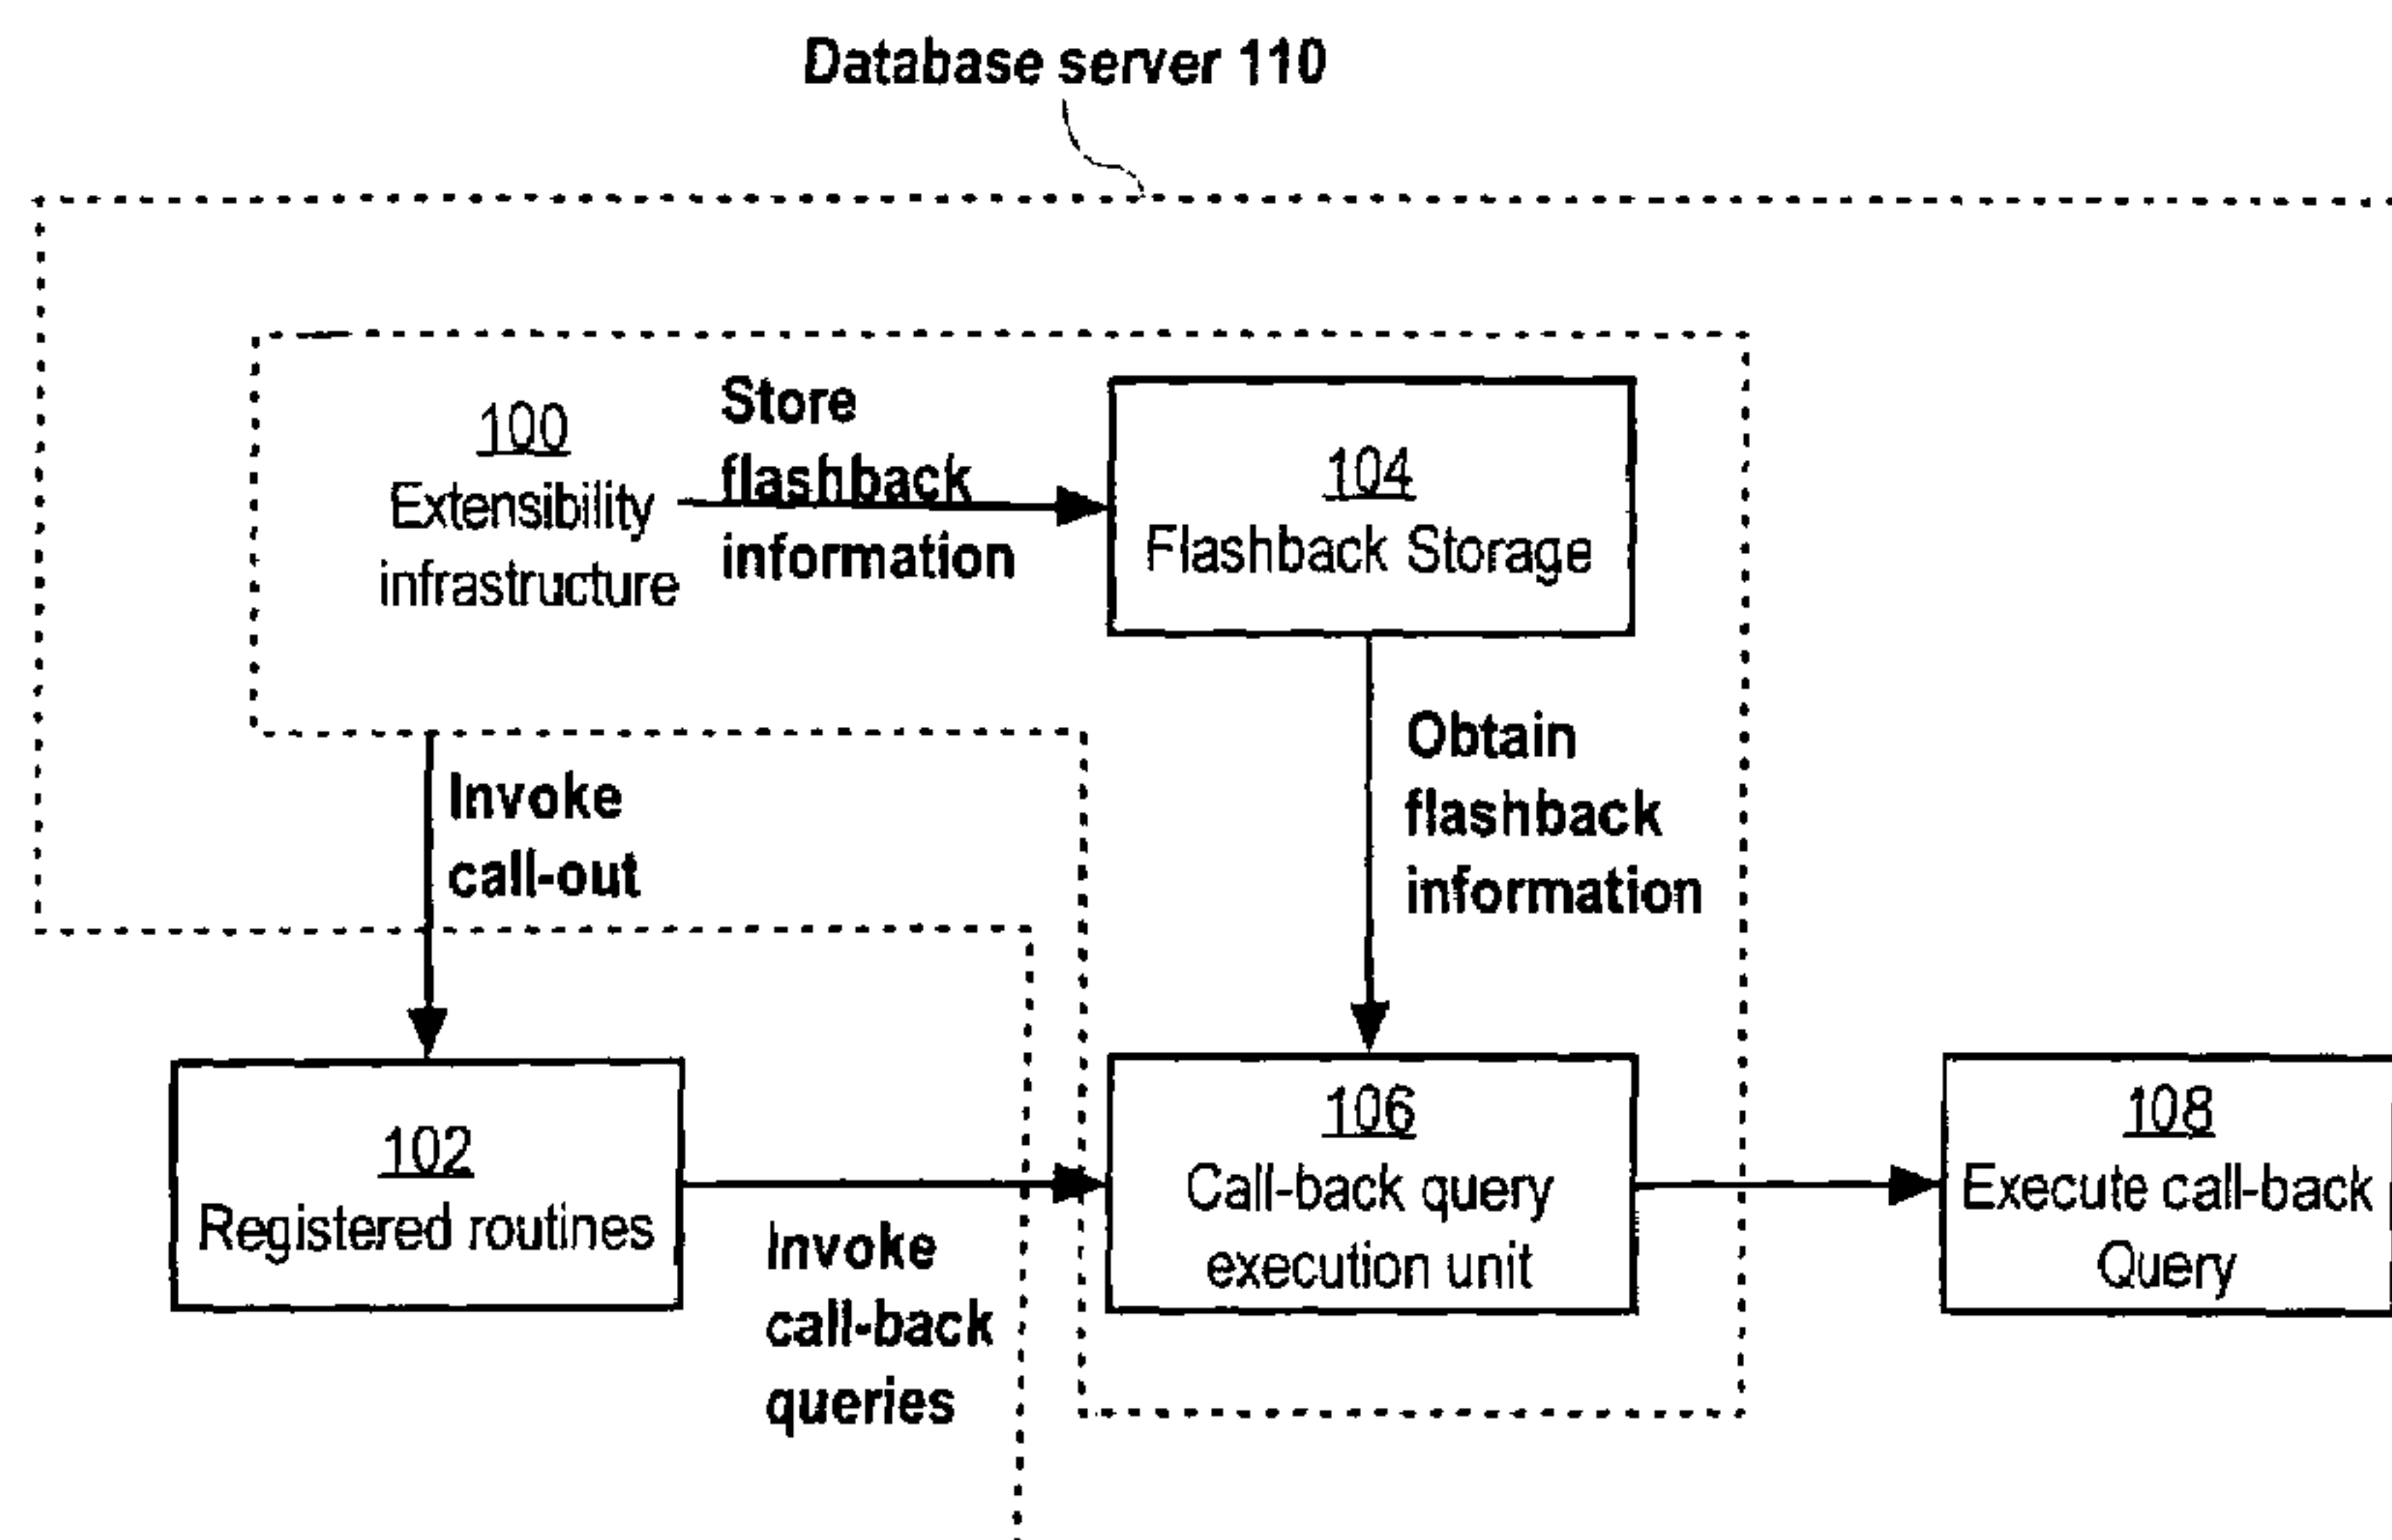 Database server 110
100
Extensibility
infrastructure
Store
flashback
information
104
Flashback Storage
Invoke
call-out
Obtain
flashback
information
102
Registered routines
Invoke
call-back
queries
106
Call-back query
execution unit
108
Execute call-back
Query